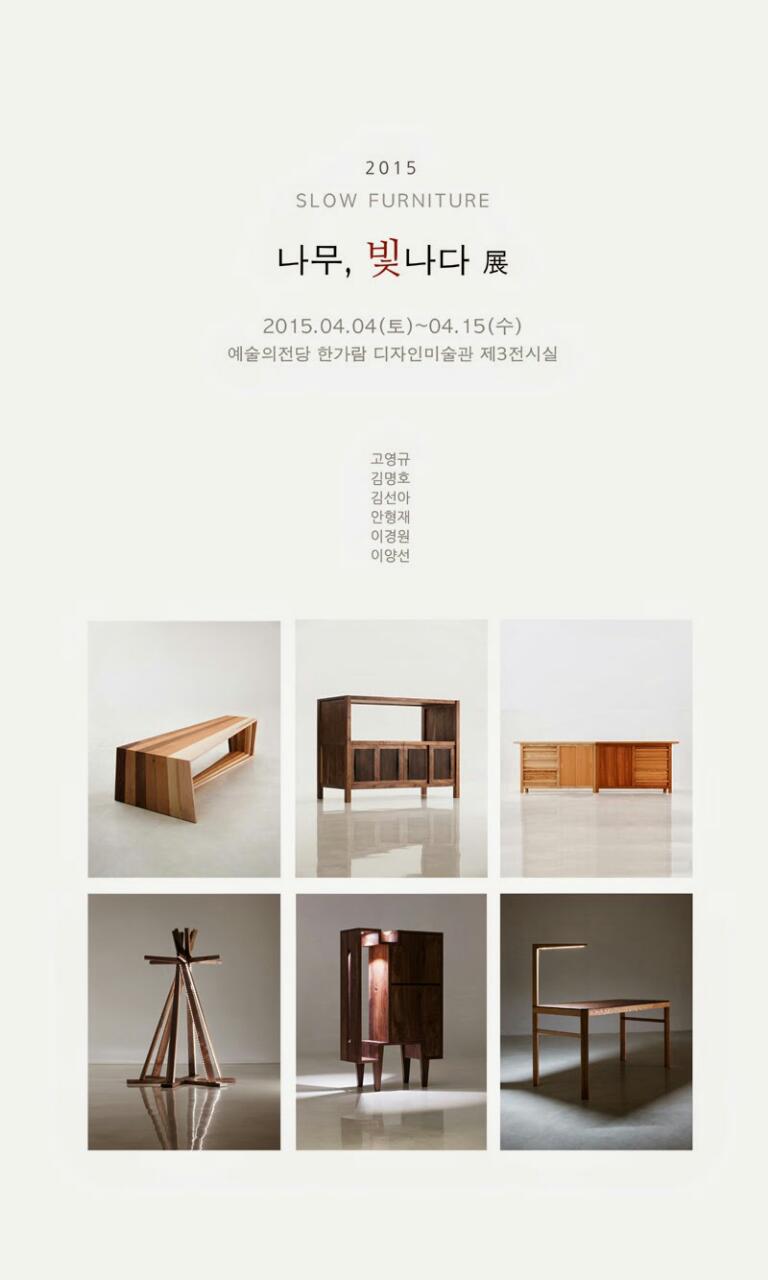 2015
SLOW FURNITURE
나무, 빛나다 展
2015.04.04(토)~04.15(수)
예술의전당 한가람 디자인미술관 제3전시실
고영규
김명호
김선아
안형재
이경원
이양선